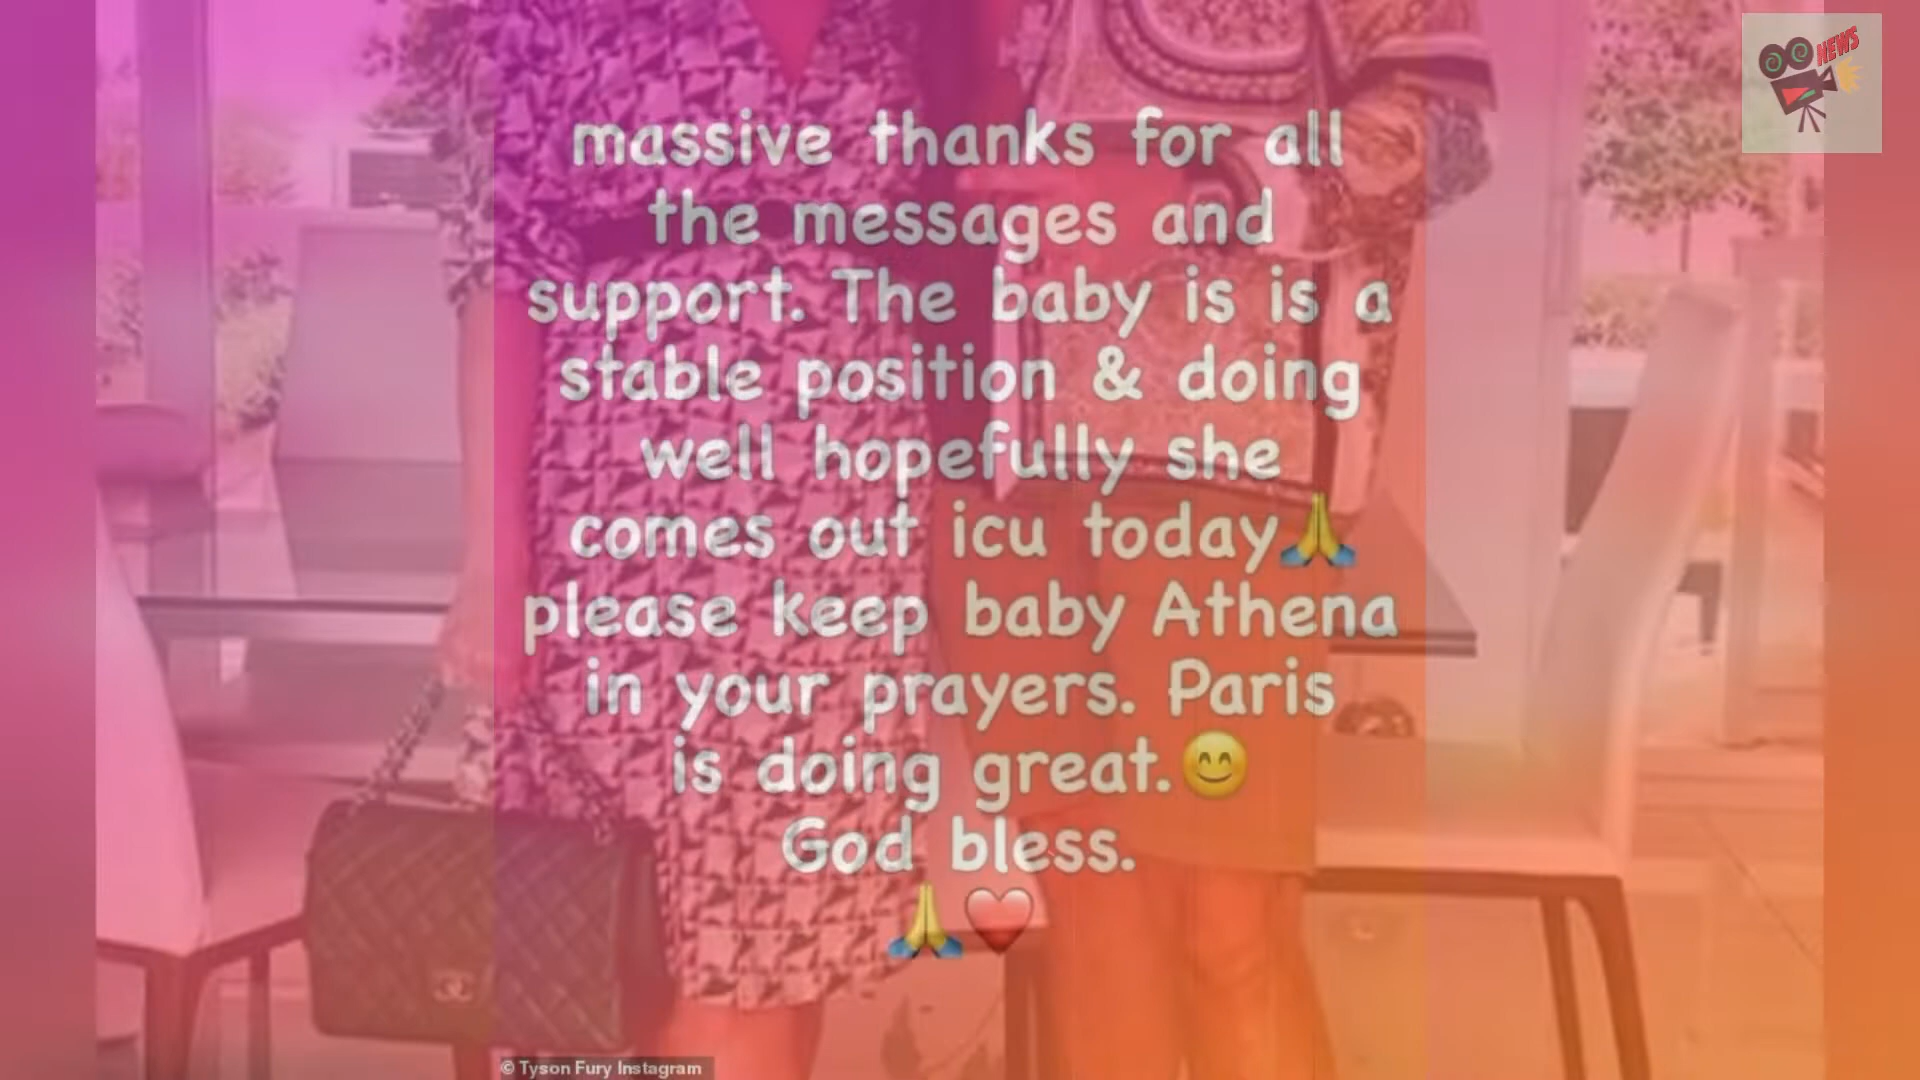 NEWS
massive thanks for all
the messages and
support. The baby is is a
stable position & doing
well hopefully she
comes out icu today🙏
please keep baby Athena
in your prayers. Paris
is doing great.😊
God bless.
🙏❤️
© Tyson Fury Instagram